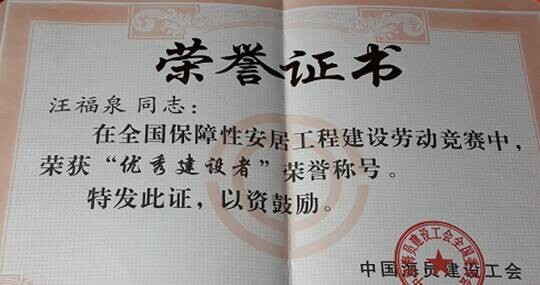 荣誉证书
汪福泉 同志：
在全国保障性安居工程建设劳动竞赛中，
荣获“优秀建设者”荣誉称号。
特发此证，以资鼓励。
中国海员建设工会